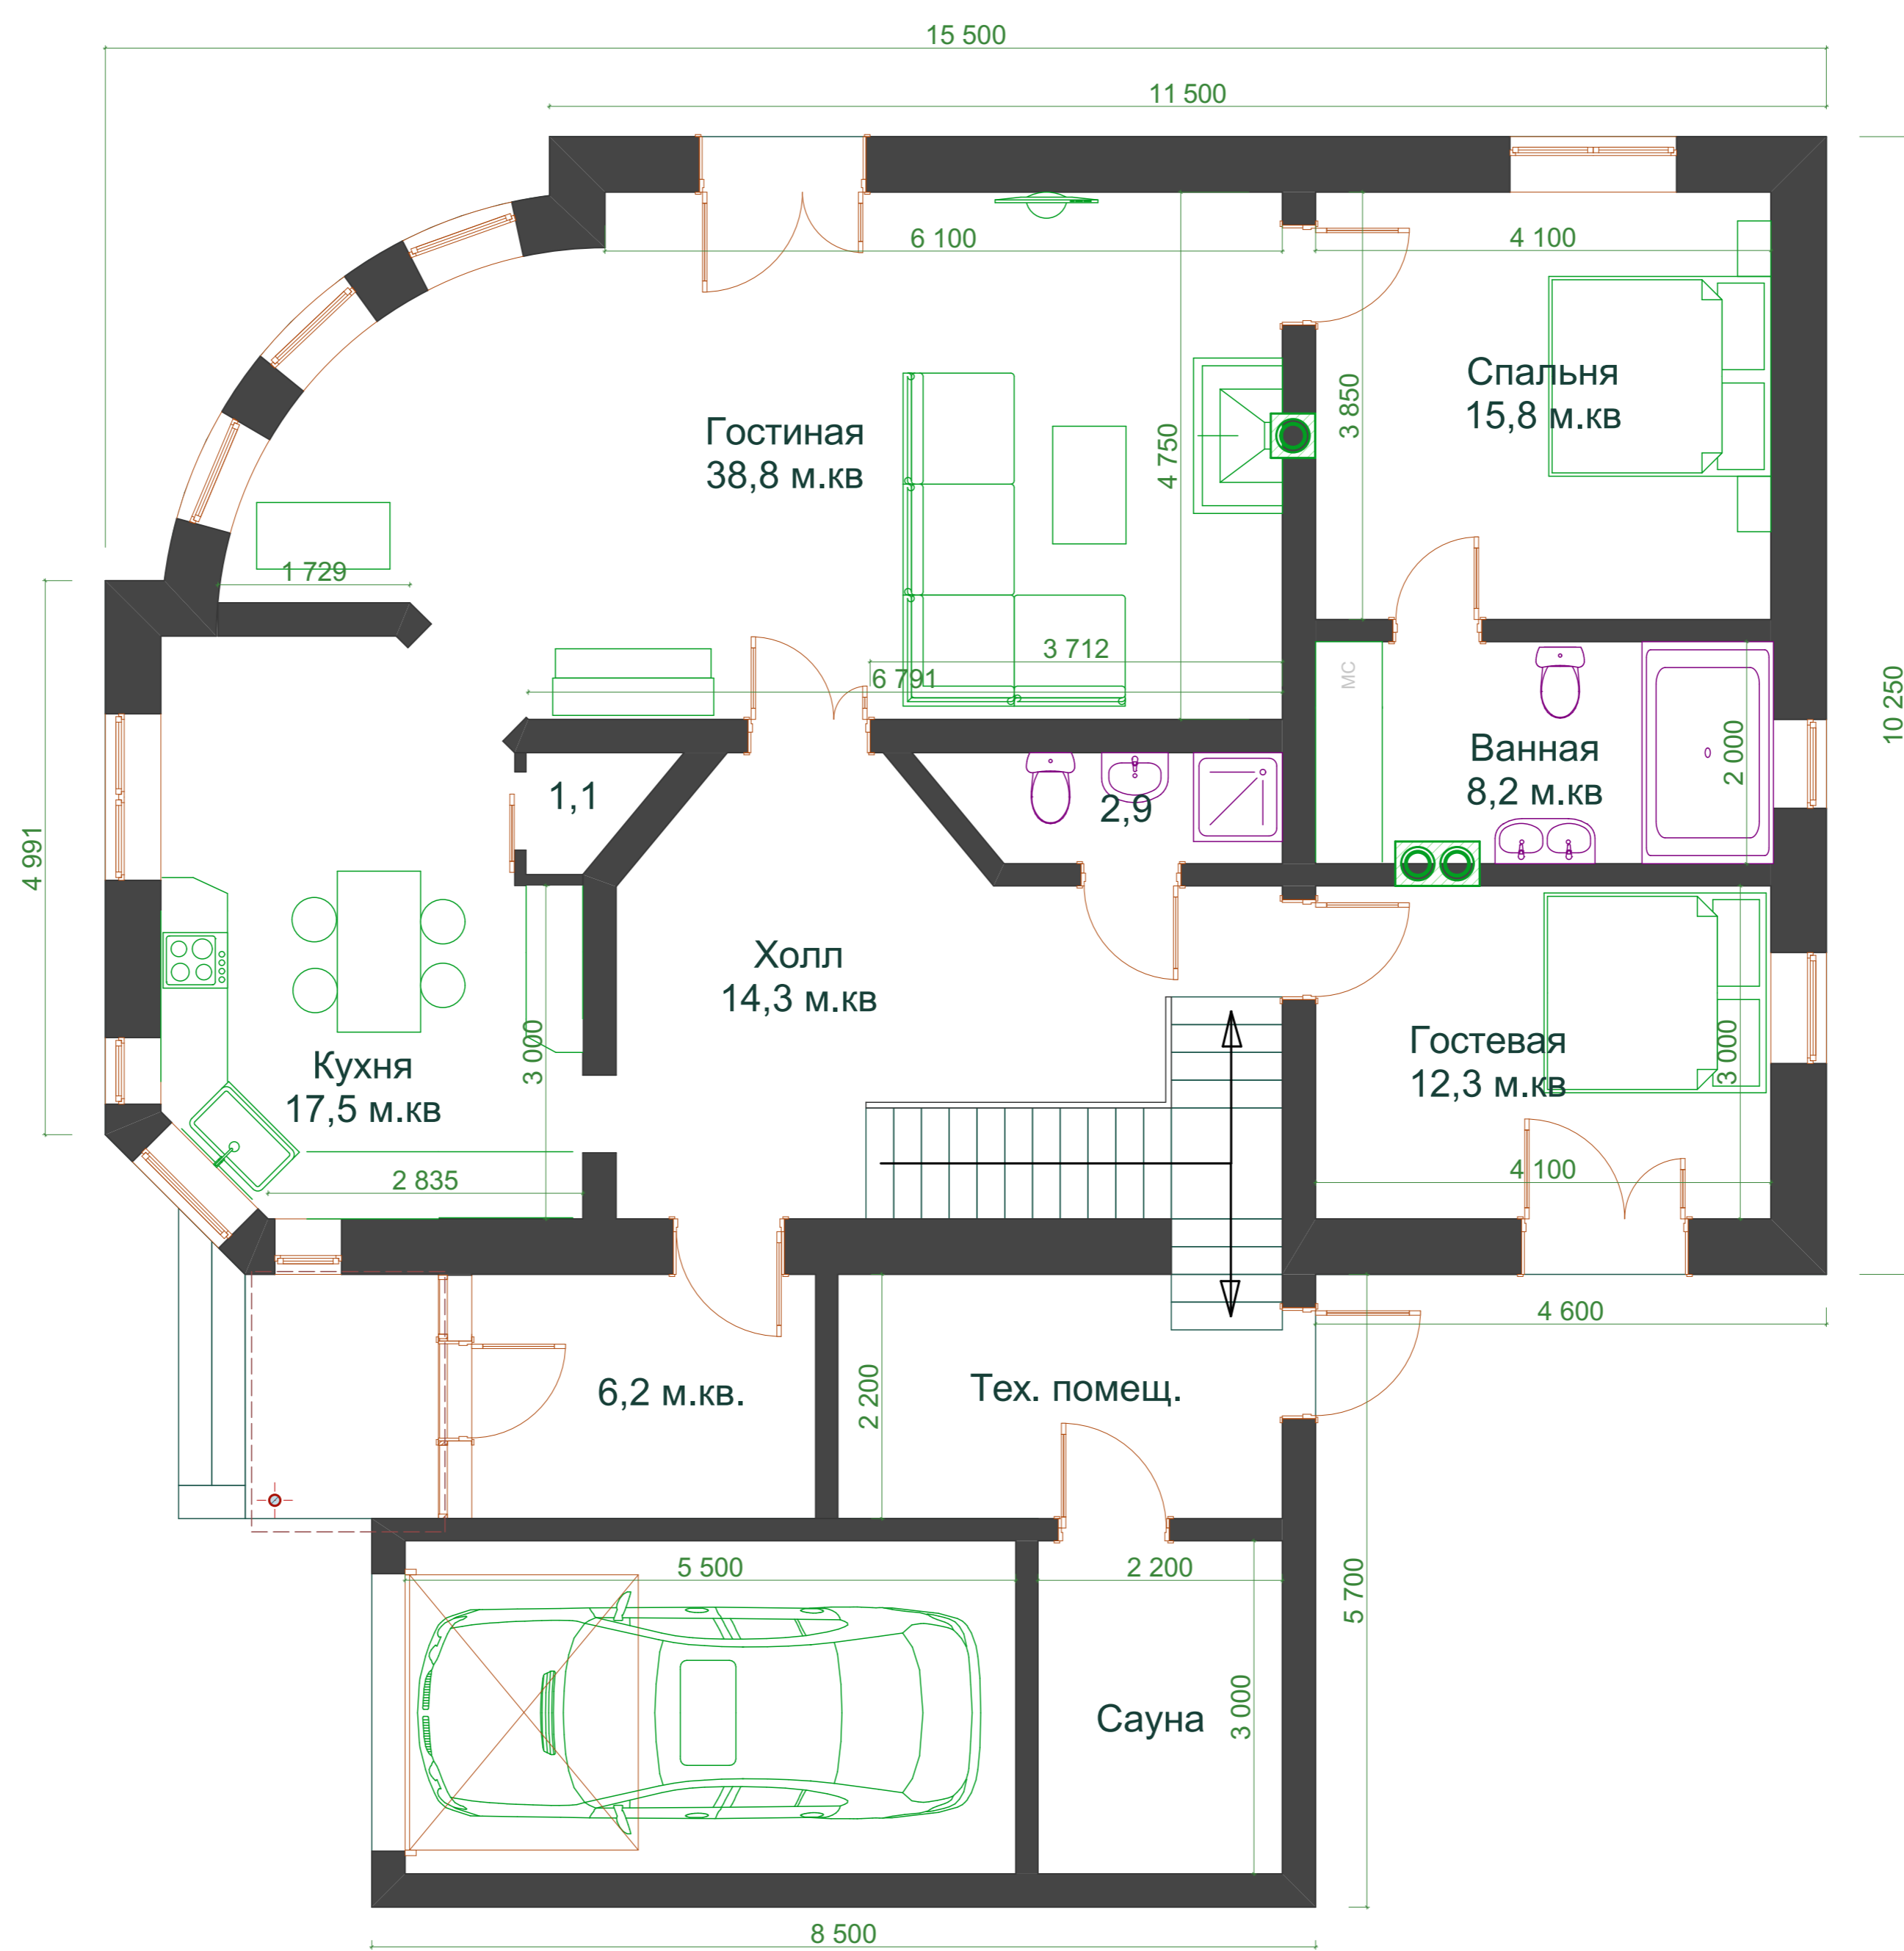 15 500
11 500
6 100
4 100
Спальня
15,8 м.кв
3 850
Гостиная
38,8 м.кв
4 750
1 729
3 712
6 791
МС
10 250
Ванная
8,2 м.кв
2 000
1,1
2,9
4 991
Холл
14,3 м.кв
Гостевая
12,3 м.кв
3 000
3 000
Кухня
17,5 м.кв
2 835
4 100
4 600
6,2 м.кв.
2 200
Тех. помещ.
5 500
2 200
5 700
3 000
Сауна
8 500